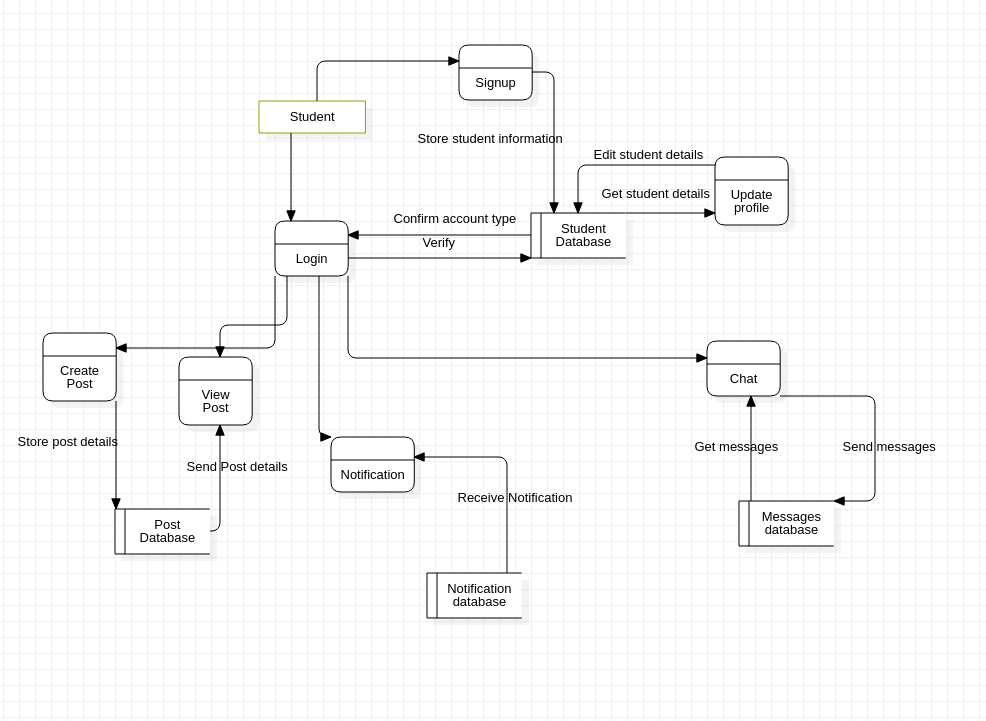 Signup
Student
Store student information
Edit student details
Get student details
Update
profile
Confirm account type
Student
Database
Verify
Login
Create
Post
View
Post
Chat
Store post details
Send Post details
Notification
Get messages
Send messages
Receive Notification
Post
Database
Messages
database
Notification
database